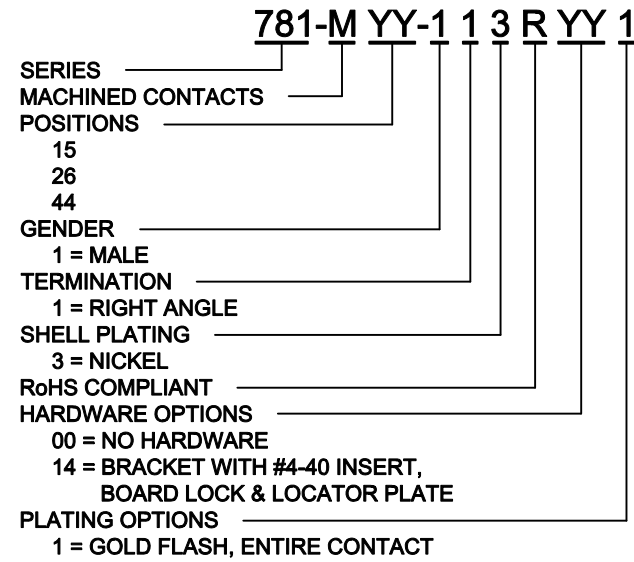 781-M YY-1 1 3 R YY 1
SERIES
MACHINED CONTACTS
POSITIONS
15
26
44
GENDER
1 = MALE
TERMINATION
1 = RIGHT ANGLE
SHELL PLATING
3 = NICKEL
RoHS COMPLIANT
HARDWARE OPTIONS
00 = NO HARDWARE
14 = BRACKET WITH #4-40 INSERT,
BOARD LOCK & LOCATOR PLATE
PLATING OPTIONS
1 = GOLD FLASH, ENTIRE CONTACT